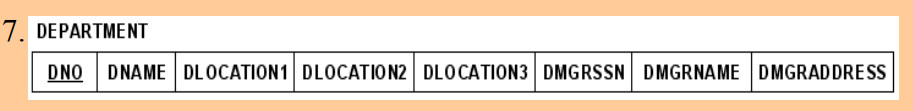 7. DEPARTMENT
DNO DNAME DLOCATION1 DLOCATION2 DLOCATION3 DMGRSSN DMGRNAME DMGRADDRESS